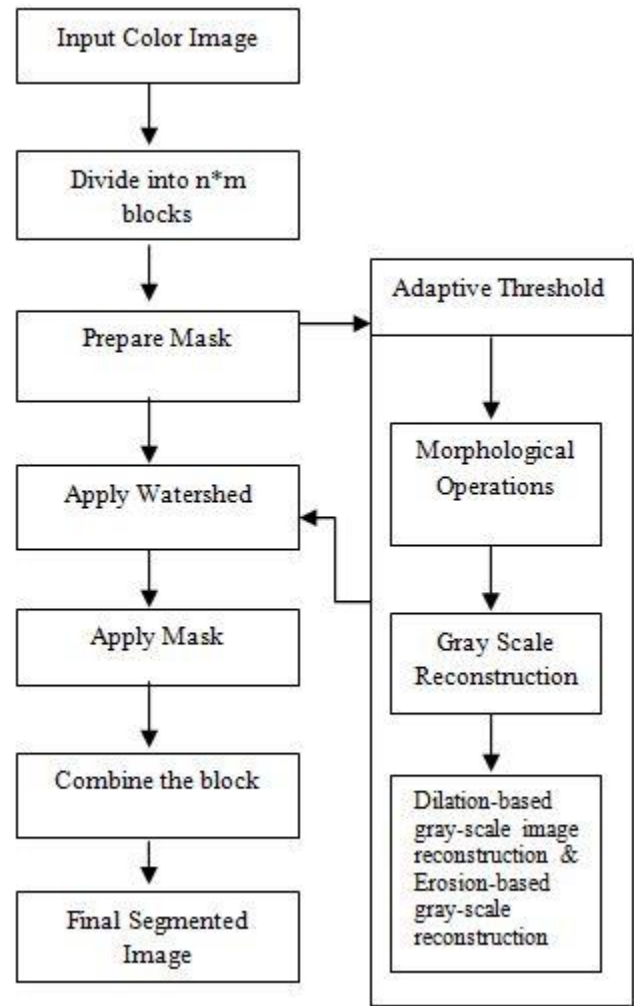 Input Color Image
Divide into n*m
blocks
Prepare Mask
Apply Watershed
Apply Mask
Combine the block
Final Segmented
Image
Adaptive Threshold
Morphological
Operations
Gray Scale
Reconstruction
Dilation-based
gray-scale image
reconstruction &
Erosion-based
gray-scale
reconstruction